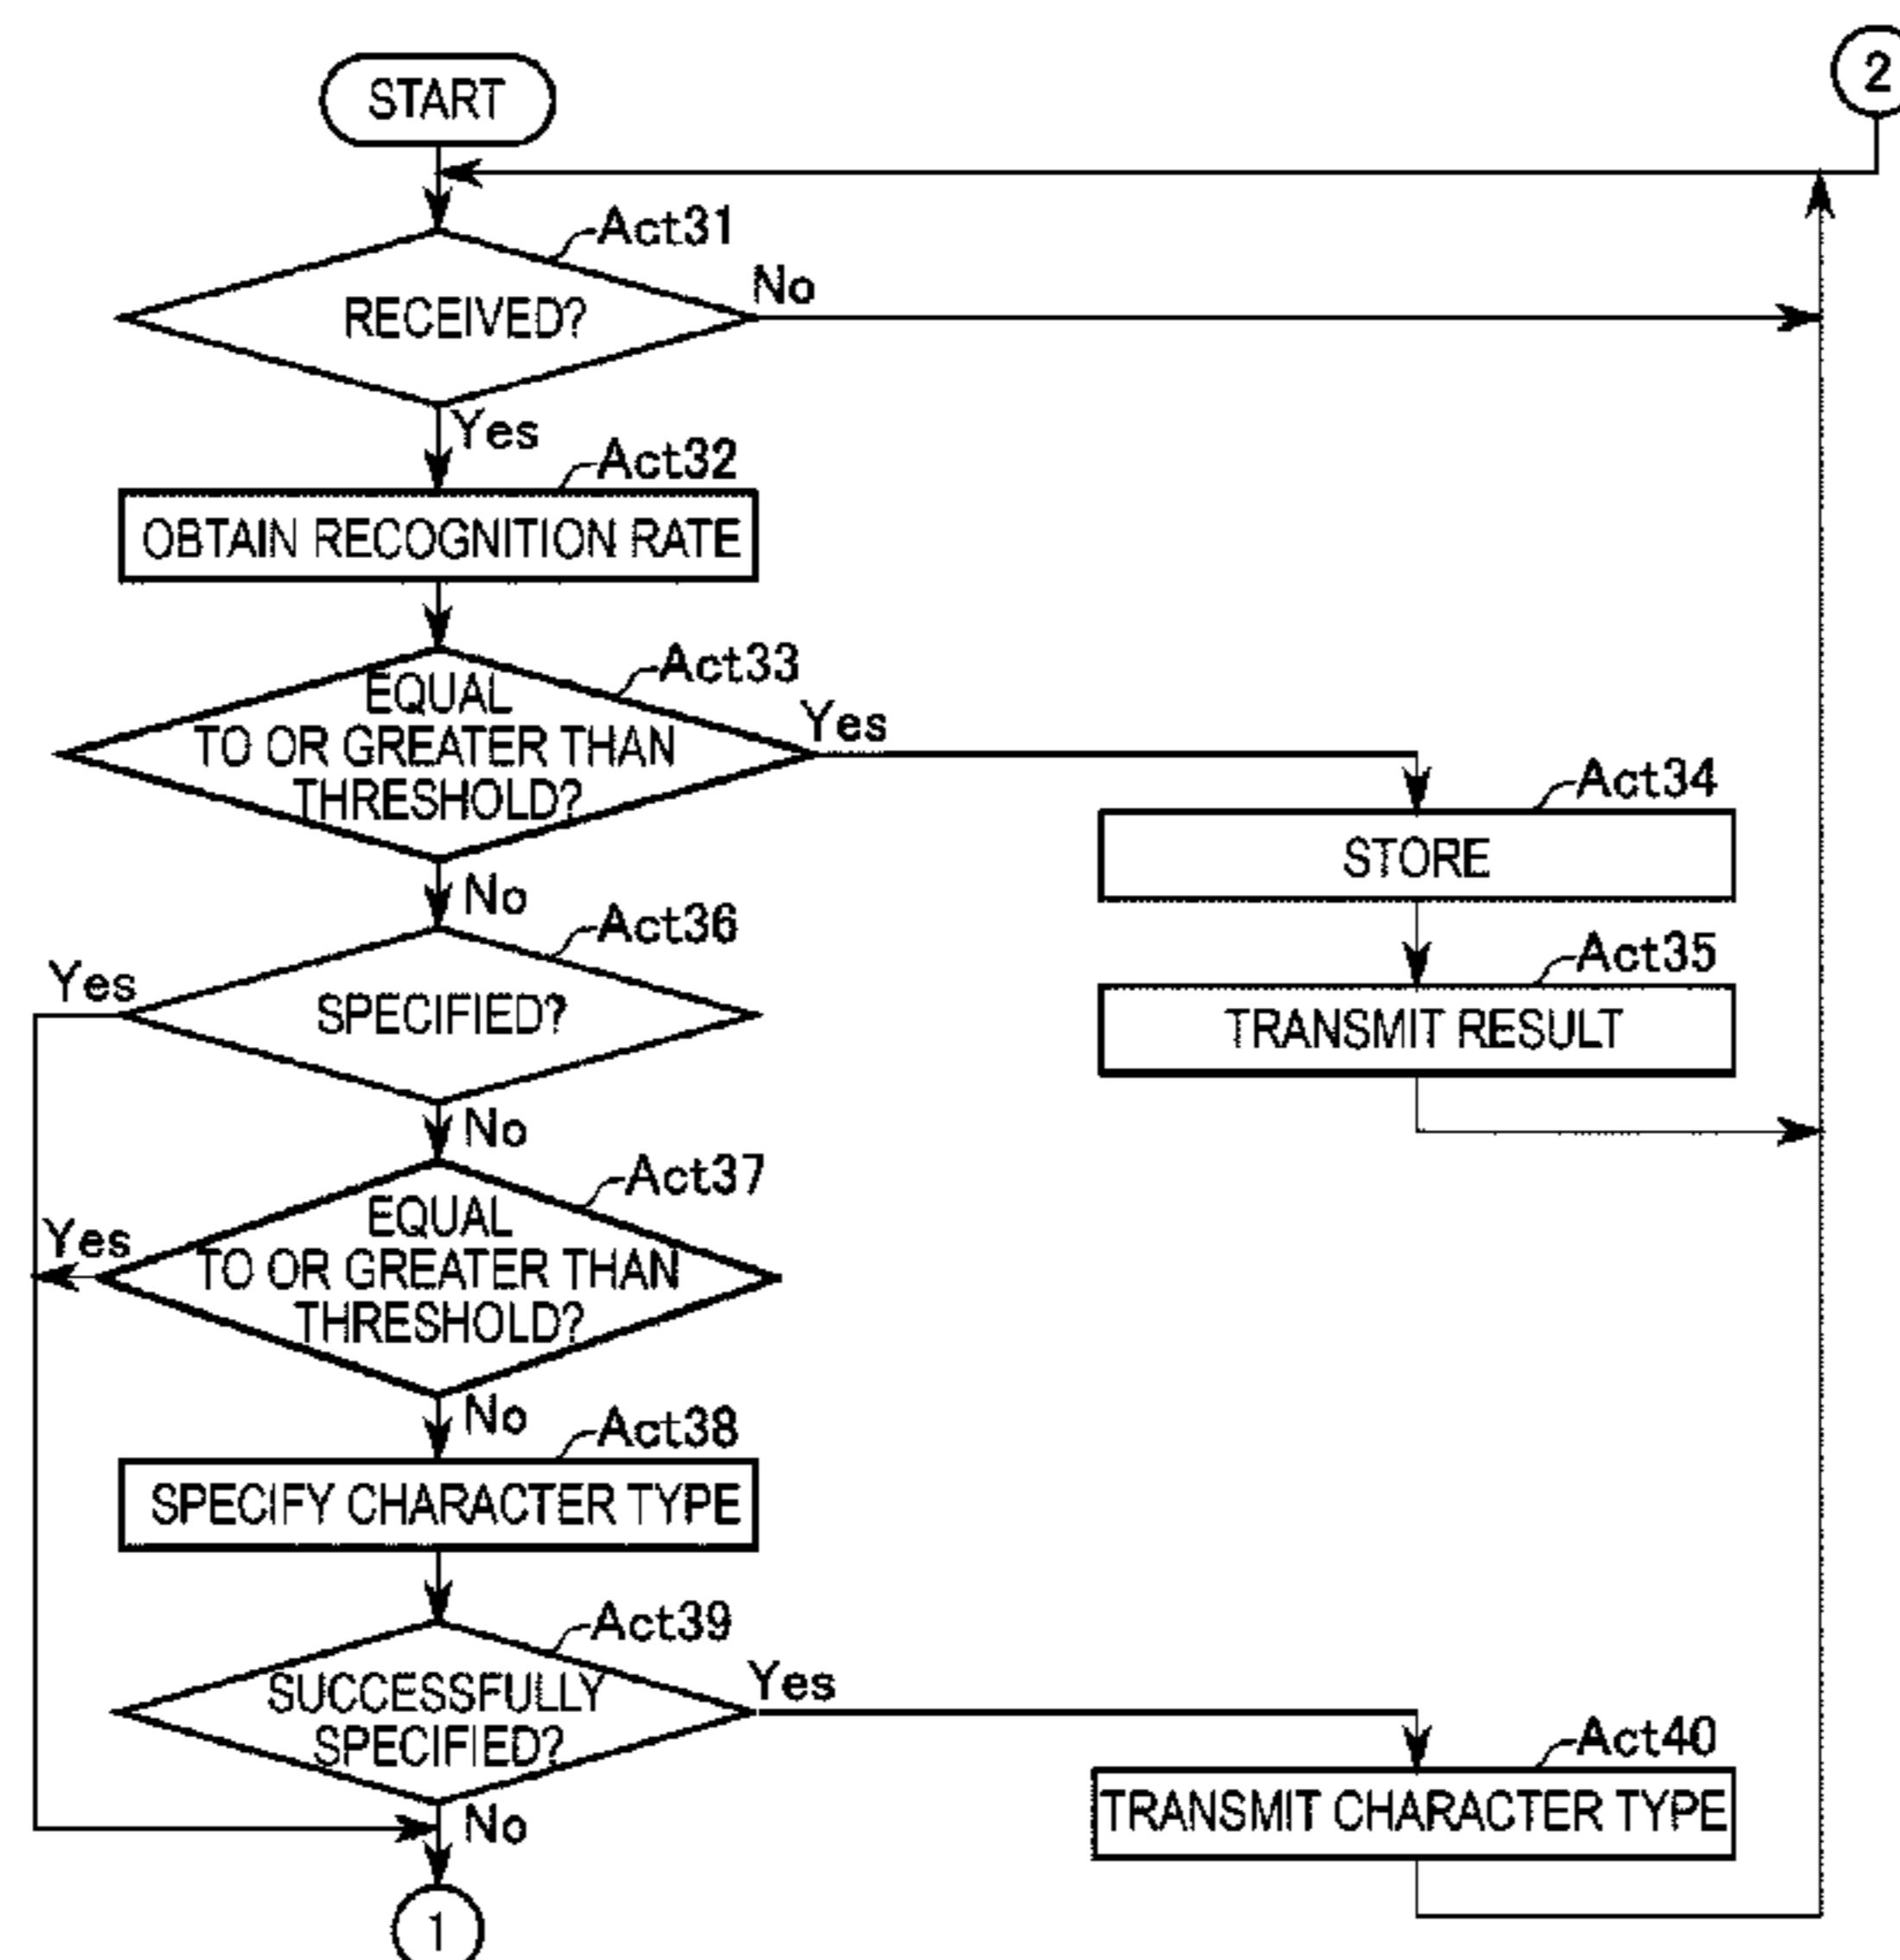 START
2
Act31
RECEIVED?
No
Yes
Act32
OBTAIN RECOGNITION RATE
Act33
EQUAL
TO OR GREATER THAN
THRESHOLD?
Yes
No
Act34
STORE
Act35
TRANSMIT RESULT
Act36
SPECIFIED?
Yes
No
Act37
EQUAL
TO OR GREATER THAN
THRESHOLD?
Yes
No
Act38
SPECIFY CHARACTER TYPE
Act39
SUCCESSFULLY
SPECIFIED?
Yes
No
Act40
TRANSMIT CHARACTER TYPE
1